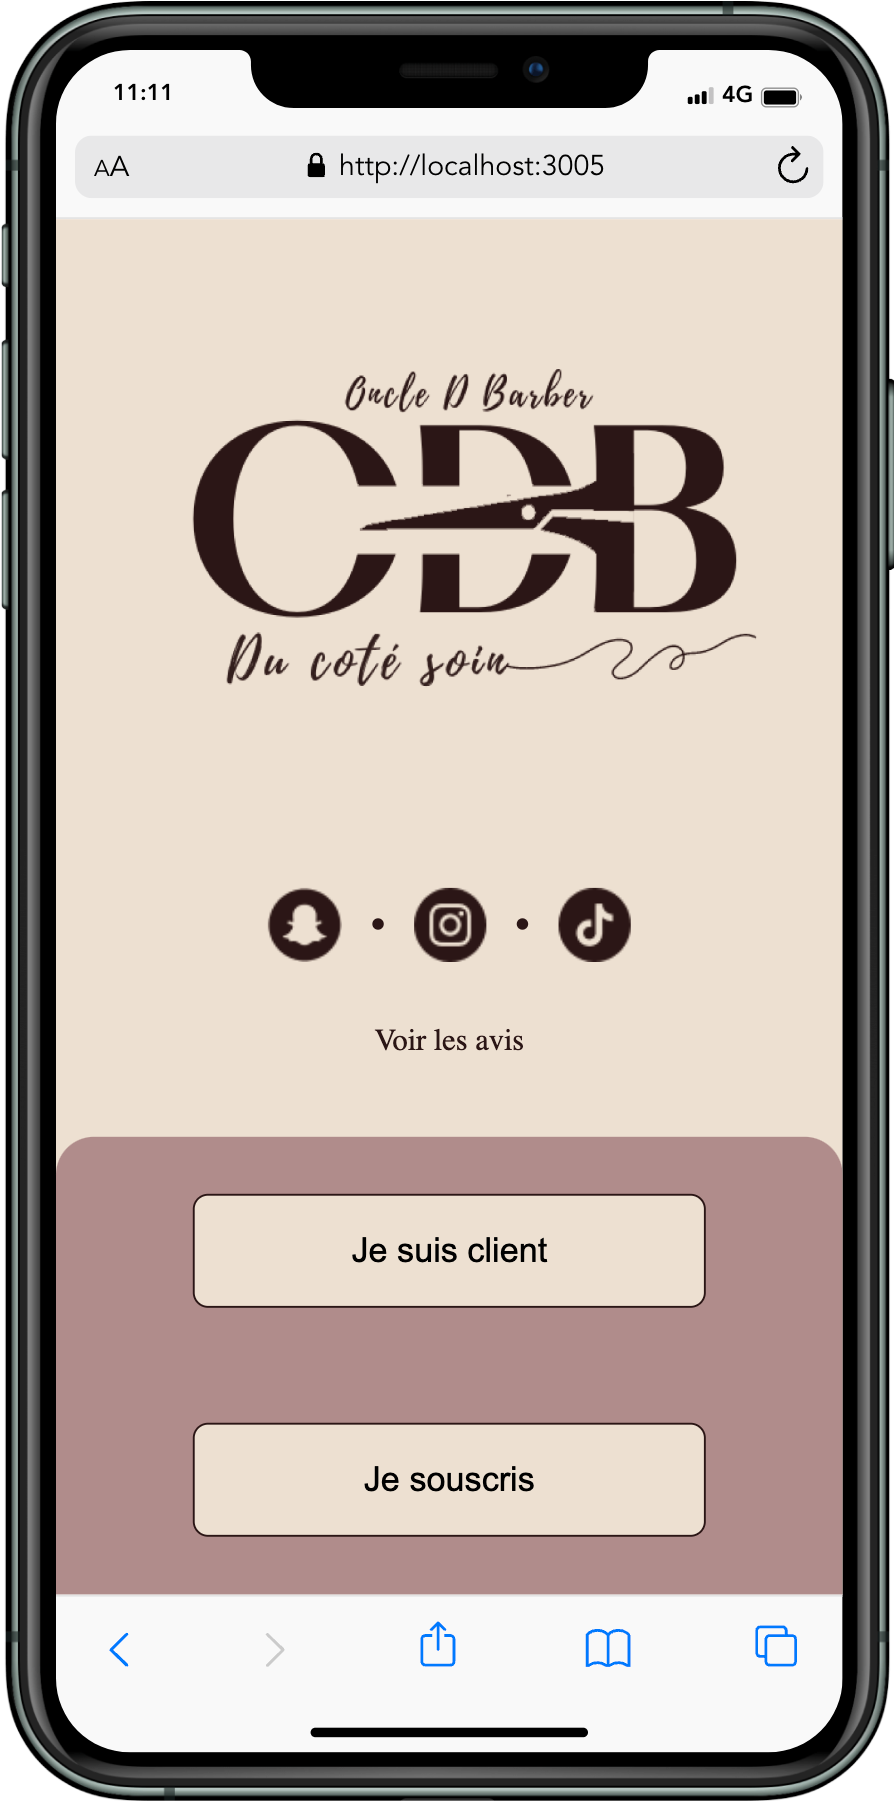 11:11
4G
AA
http://localhost:3005
Oncle D Barber
ODB
Du coté soin
Voir les avis
Je suis client
Je souscris